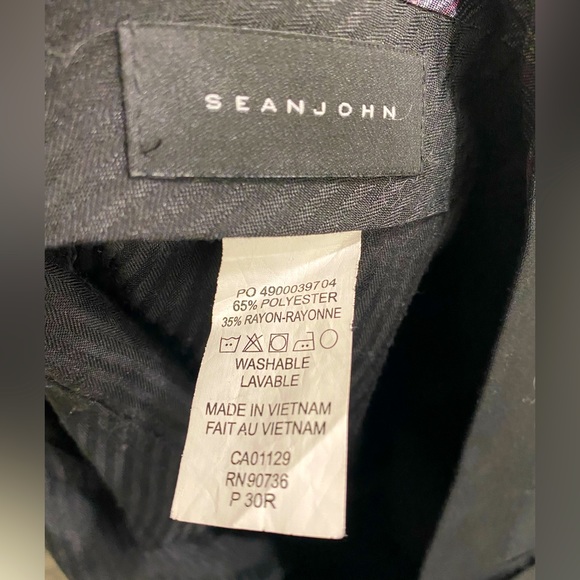 SEANJOHN
PO 4900039704
65% POLYESTER
35% RAYON-RAYONNE
WASHABLE
LAVABLE
MADE IN VIETNAM
FAIT AU VIETNAM
CA01129
RN90736
P 30R